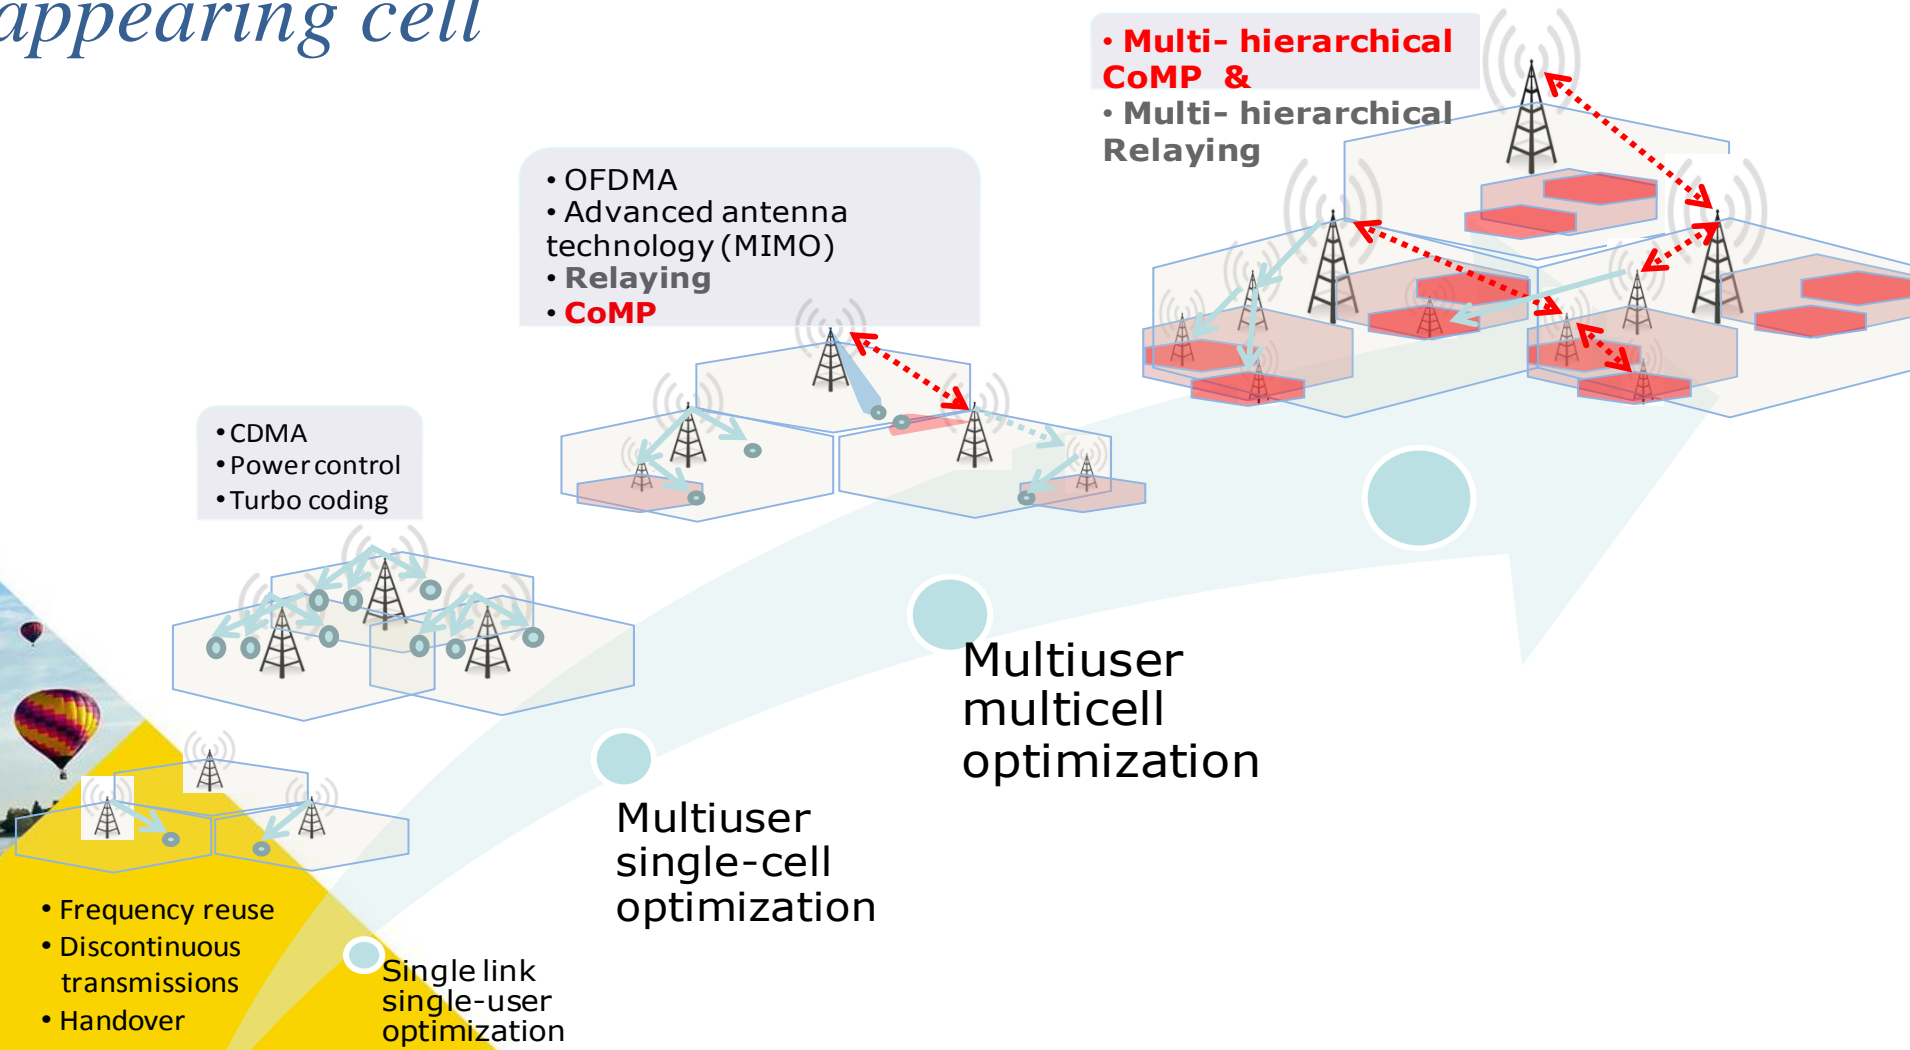 appearing cell
• Multi- hierarchical
CoMP &
• Multi- hierarchical
Relaying
• OFDMA
• Advanced antenna
technology (MIMO)
• Relaying
• CoMP
• CDMA
• Power control
• Turbo coding
Multiuser
multicell
optimization
Multiuser
single-cell
optimization
• Frequency reuse
• Discontinuous
transmissions
• Handover
Single link
single-user
optimization